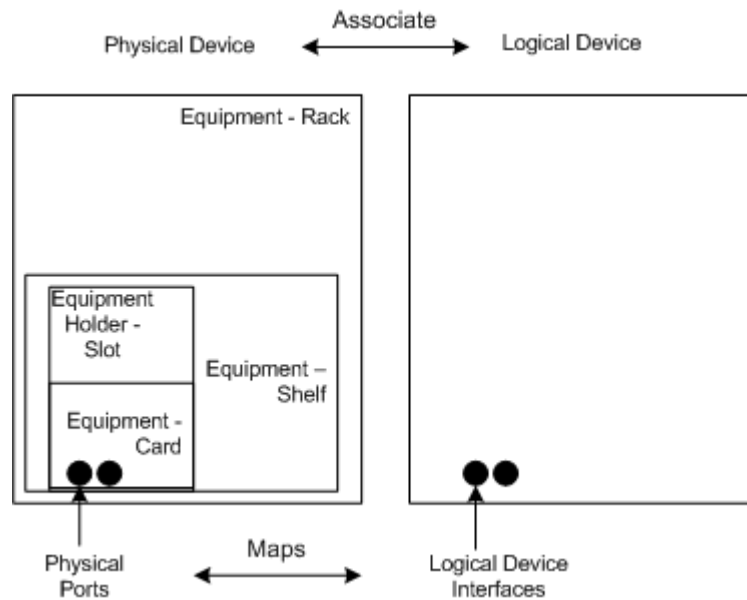 Associate
Physical Device
Logical Device
Equipment - Rack
Equipment
Holder -
Slot
Equipment –
Shelf
Equipment -
Card
Physical
Ports
Maps
Logical Device
Interfaces